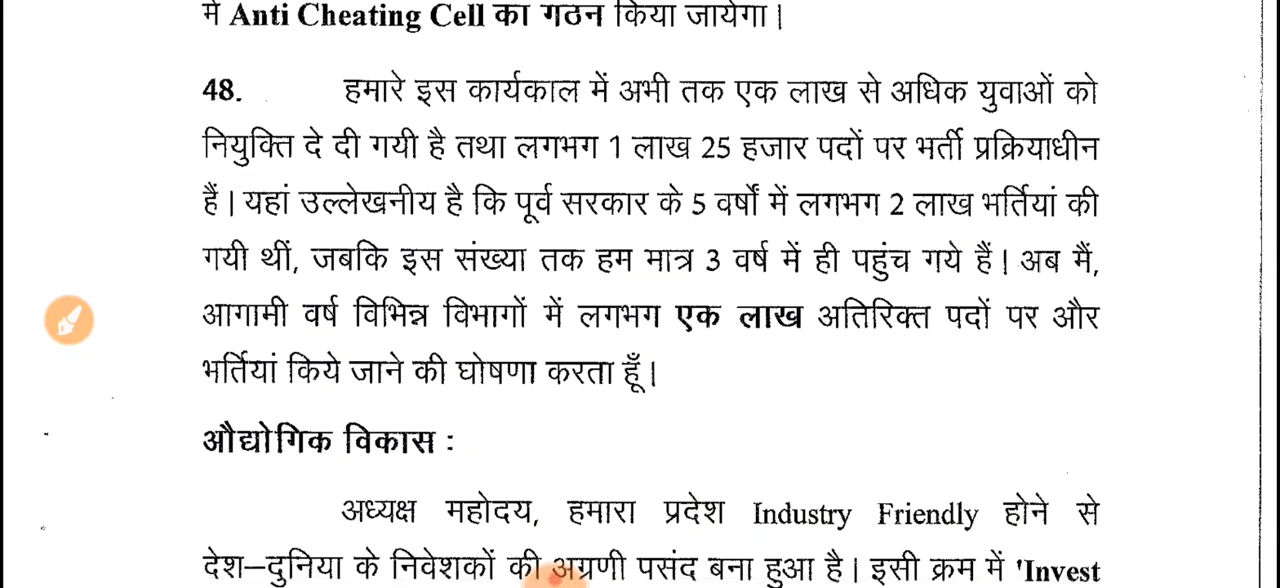 में Anti Cheating Cell का गठन किया जायेगा।
48. हमारे इस कार्यकाल में अभी तक एक लाख से अधिक युवाओं को
नियुक्ति दे दी गयी है तथा लगभग 1 लाख 25 हजार पदों पर भर्ती प्रक्रियाधीन
हैं। यहां उल्लेखनीय है कि पूर्व सरकार के 5 वर्षों में लगभग 2 लाख भर्तियां की
गयी थीं, जबकि इस संख्या तक हम मात्र 3 वर्ष में ही पहुंच गये हैं। अब मैं,
आगामी वर्ष विभिन्न विभागों में लगभग एक लाख अतिरिक्त पदों पर और
भर्तियां किये जाने की घोषणा करता हूँ।
औद्योगिक विकास :
अध्यक्ष महोदय, हमारा प्रदेश Industry Friendly होने से
देश–दुनिया के निवेशकों की अग्रणी पसंद बना हुआ है। इसी क्रम में 'Invest